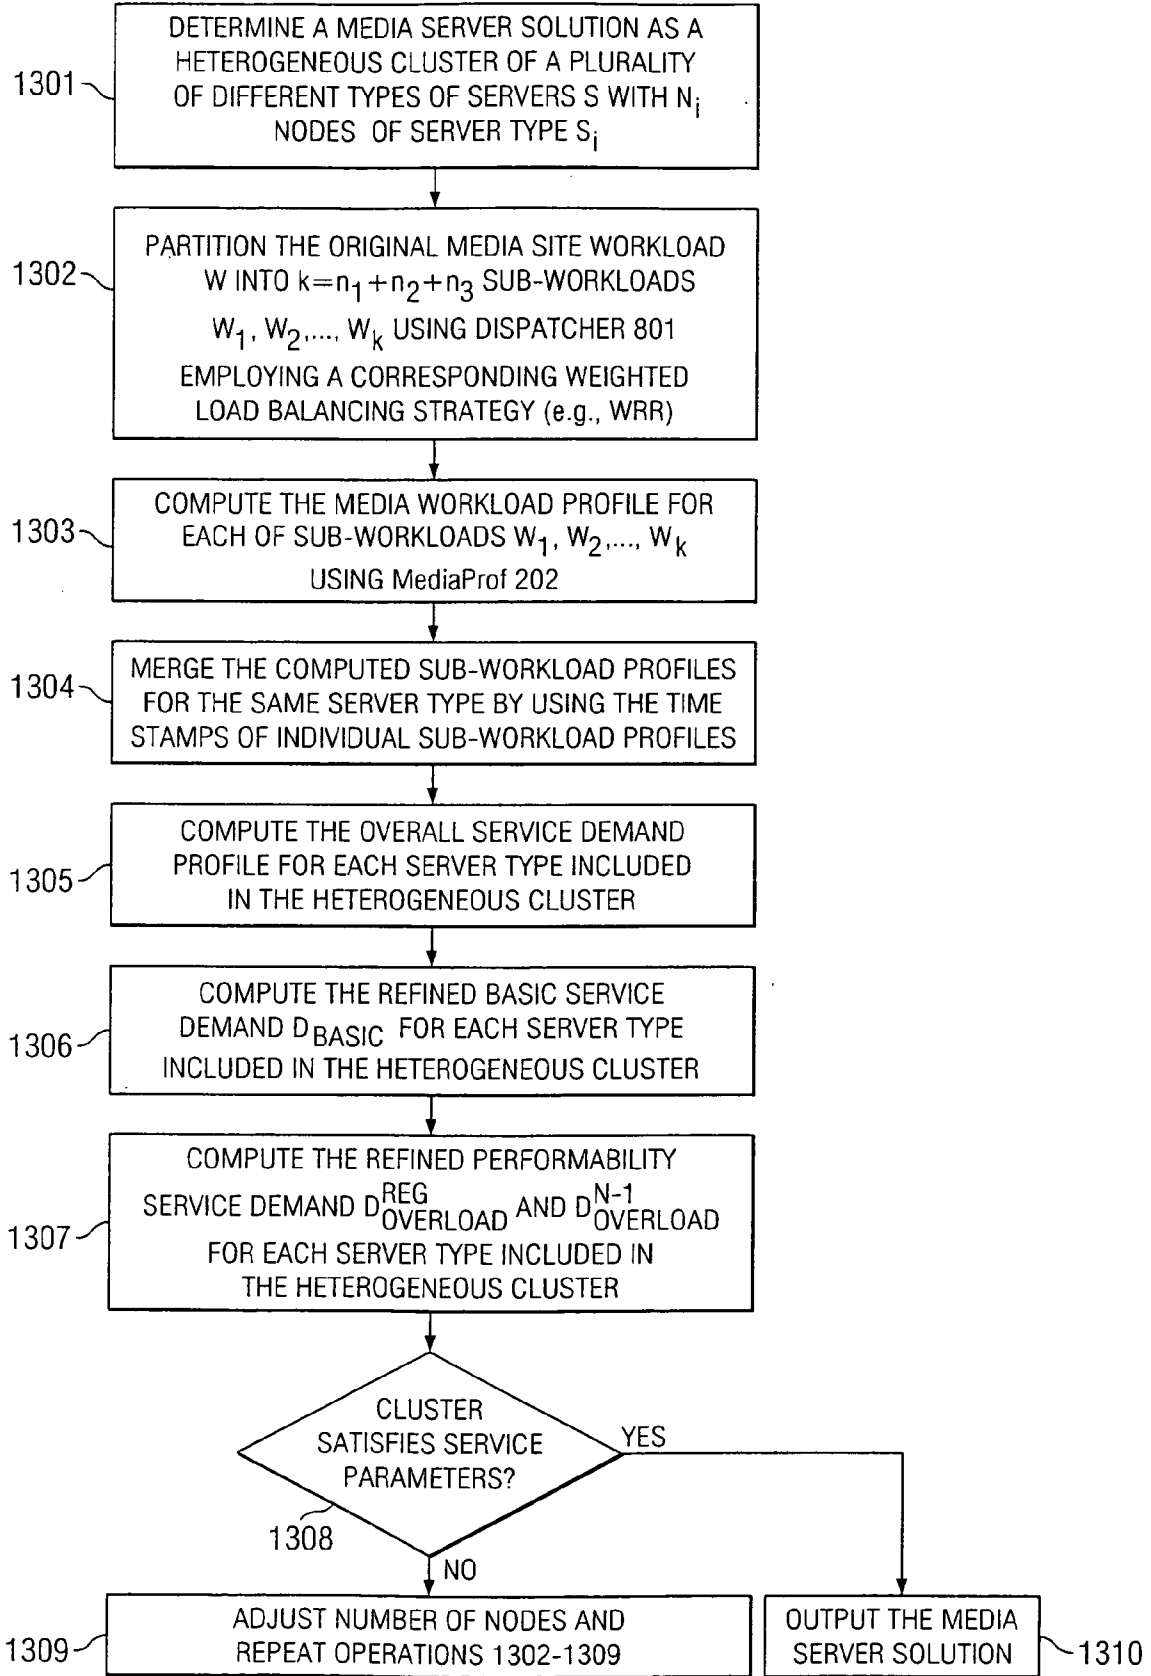 DETERMINE A MEDIA SERVER SOLUTION AS A
HETEROGENEOUS CLUSTER OF A PLURALITY
OF DIFFERENT TYPES OF SERVERS S WITH Ni
NODES OF SERVER TYPE Si
1301
PARTITION THE ORIGINAL MEDIA SITE WORKLOAD
W INTO k=n1+n2+n3 SUB-WORKLOADS
W1, W2,..., Wk USING DISPATCHER 801
EMPLOYING A CORRESPONDING WEIGHTED
LOAD BALANCING STRATEGY (e.g., WRR)
1302
COMPUTE THE MEDIA WORKLOAD PROFILE FOR
EACH OF SUB-WORKLOADS W1, W2,..., Wk
USING MediaProf 202
1303
MERGE THE COMPUTED SUB-WORKLOAD PROFILES
FOR THE SAME SERVER TYPE BY USING THE TIME
STAMPS OF INDIVIDUAL SUB-WORKLOAD PROFILES
1304
COMPUTE THE OVERALL SERVICE DEMAND
PROFILE FOR EACH SERVER TYPE INCLUDED
IN THE HETEROGENEOUS CLUSTER
1305
COMPUTE THE REFINED BASIC SERVICE
DEMAND DBASIC FOR EACH SERVER TYPE
INCLUDED IN THE HETEROGENEOUS CLUSTER
1306
COMPUTE THE REFINED PERFORMABILITY
SERVICE DEMAND D REG OVERLOAD AND D N-1 OVERLOAD
FOR EACH SERVER TYPE INCLUDED IN
THE HETEROGENEOUS CLUSTER
1307
CLUSTER
SATISFIES SERVICE
PARAMETERS?
1308
YES
NO
ADJUST NUMBER OF NODES AND
REPEAT OPERATIONS 1302-1309
1309
OUTPUT THE MEDIA
SERVER SOLUTION
1310